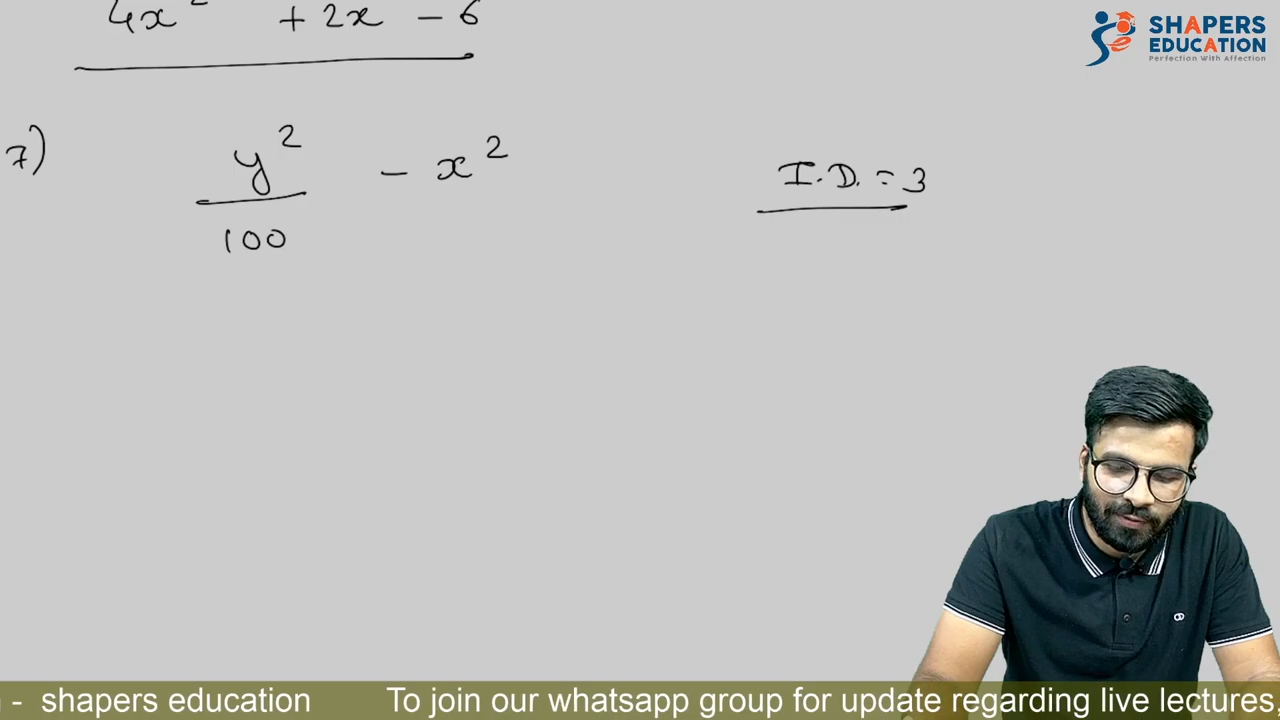 4x² + 2x - 6
SHAPERS
EDUCATION
Perfection With Affection
7) y²/100 - x²
I.D. = 3
- shapers education To join our whatsapp group for update regarding live lectures,